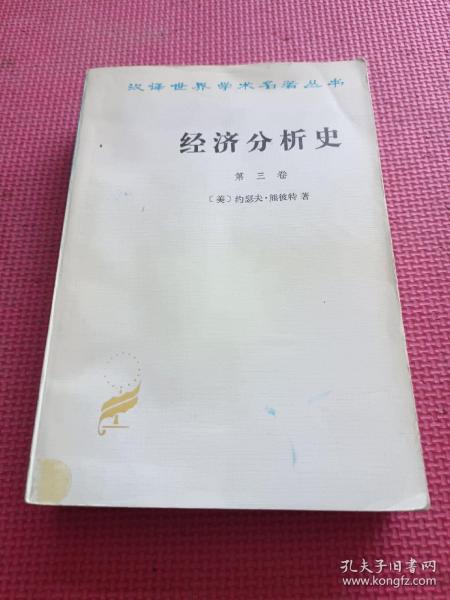 汉译世界学术名著丛书
经济分析史
第三卷
〔美〕约瑟夫·熊彼特 著
孔夫子旧书网
www.kongfz.com